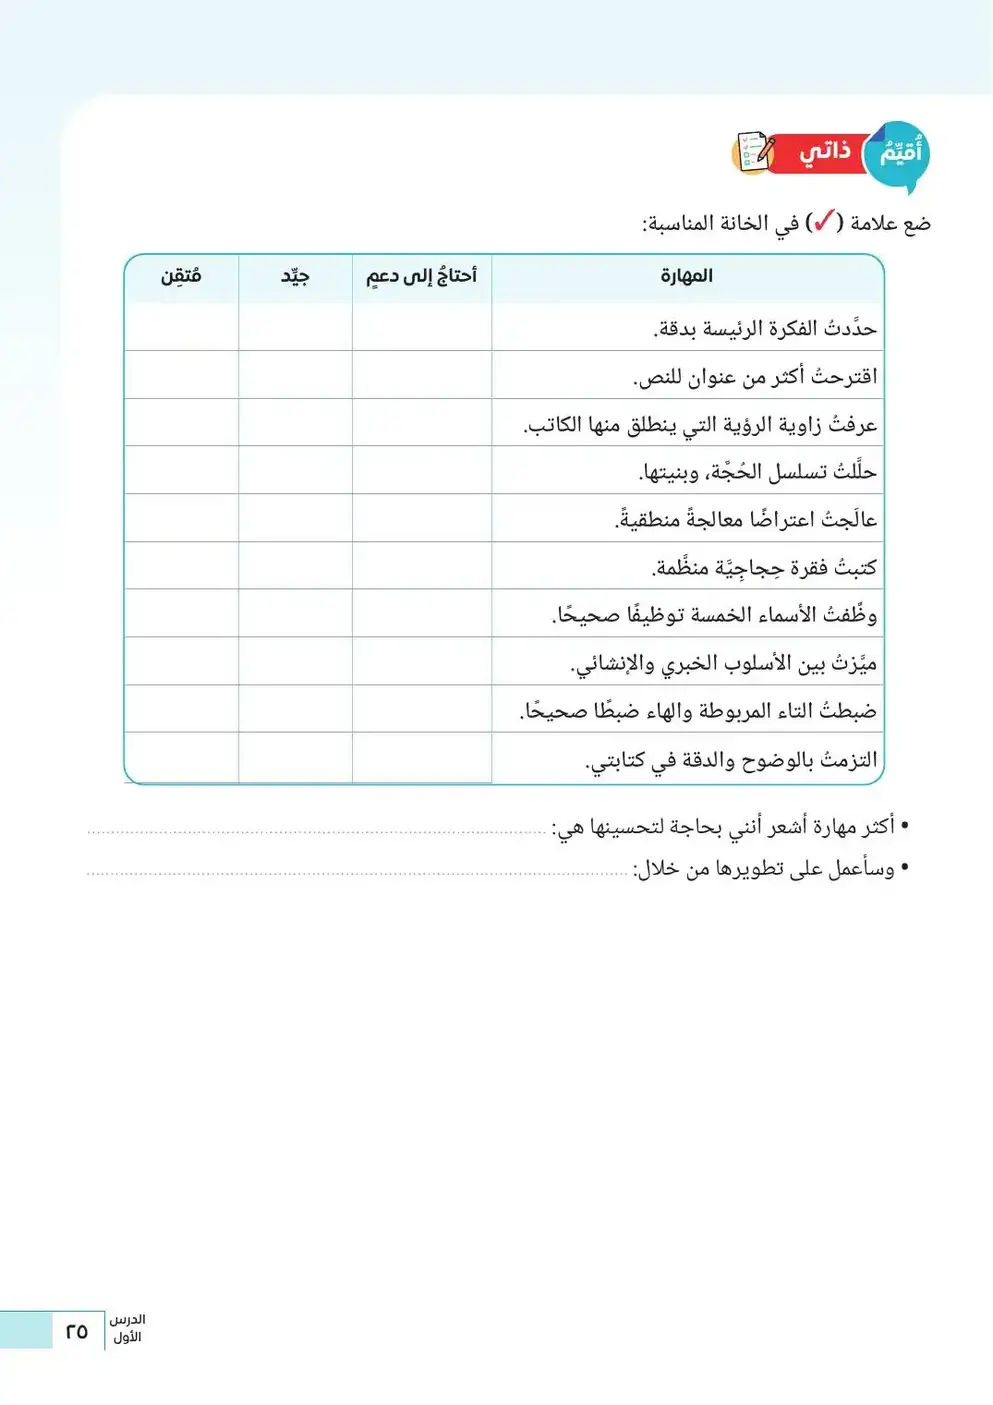 أُقيِّمُ ذاتي
ضع علامة (✓) في الخانة المناسبة:
المهارة أحتاجُ إلى دعمٍ جيِّد مُتقِن
حدَّدتُ الفكرة الرئيسة بدقة.
اقترحتُ أكثر من عنوان للنص.
عرفتُ زاوية الرؤية التي ينطلق منها الكاتب.
حلَّلتُ تسلسل الحُجَّة، وبنيتها.
عالَجتُ اعتراضًا معالجةً منطقيةً.
كتبتُ فقرة حِجاجِيَّة منظَّمة.
وظَّفتُ الأسماء الخمسة توظيفًا صحيحًا.
ميَّزتُ بين الأسلوب الخبري والإنشائي.
ضبطتُ التاء المربوطة والهاء ضبطًا صحيحًا.
التزمتُ بالوضوح والدقة في كتابتي.
• أكثر مهارة أشعر أنني بحاجة لتحسينها هي:
• وسأعمل على تطويرها من خلال:
الدرس
الأول
٢٥